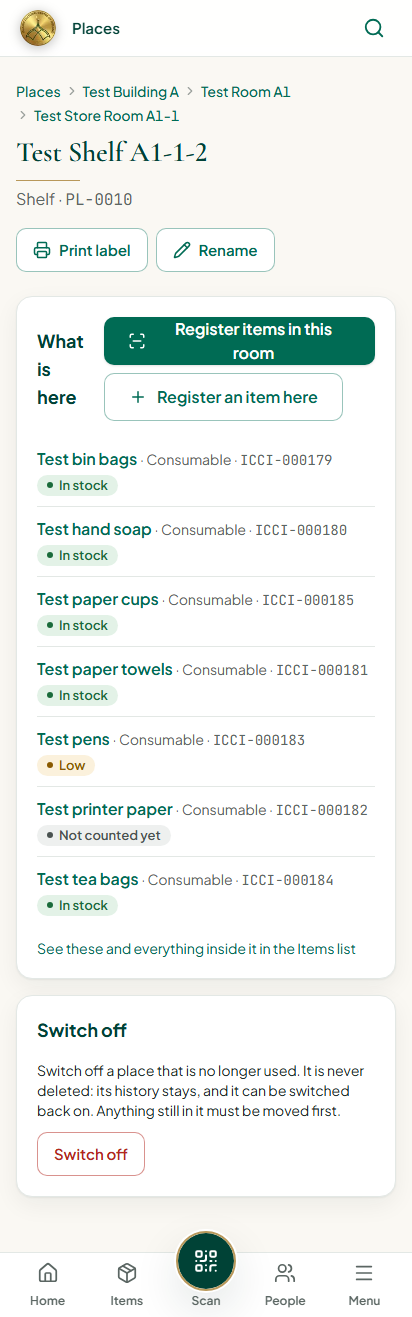 Places
Places > Test Building A > Test Room A1
> Test Store Room A1-1
Test Shelf A1-1-2
Shelf · PL-0010
Print label
Rename
What is here
Register items in this room
Register an item here
Test bin bags · Consumable · ICCI-000179
In stock
Test hand soap · Consumable · ICCI-000180
In stock
Test paper cups · Consumable · ICCI-000185
In stock
Test paper towels · Consumable · ICCI-000181
In stock
Test pens · Consumable · ICCI-000183
Low
Test printer paper · Consumable · ICCI-000182
Not counted yet
Test tea bags · Consumable · ICCI-000184
In stock
See these and everything inside it in the Items list
Switch off
Switch off a place that is no longer used. It is never
deleted: its history stays, and it can be switched
back on. Anything still in it must be moved first.
Switch off
Home
Items
Scan
People
Menu